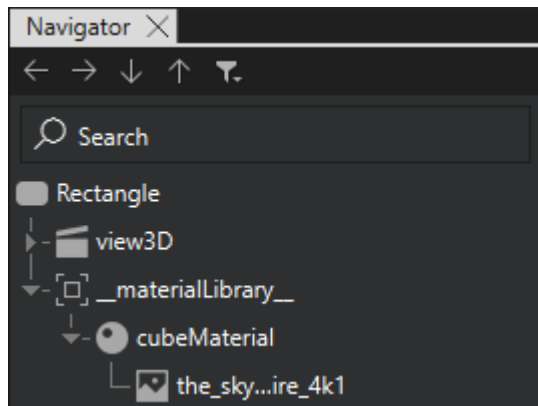 Navigator
Search
Rectangle
view3D
__materialLibrary__
cubeMaterial
the_sky...ire_4k1